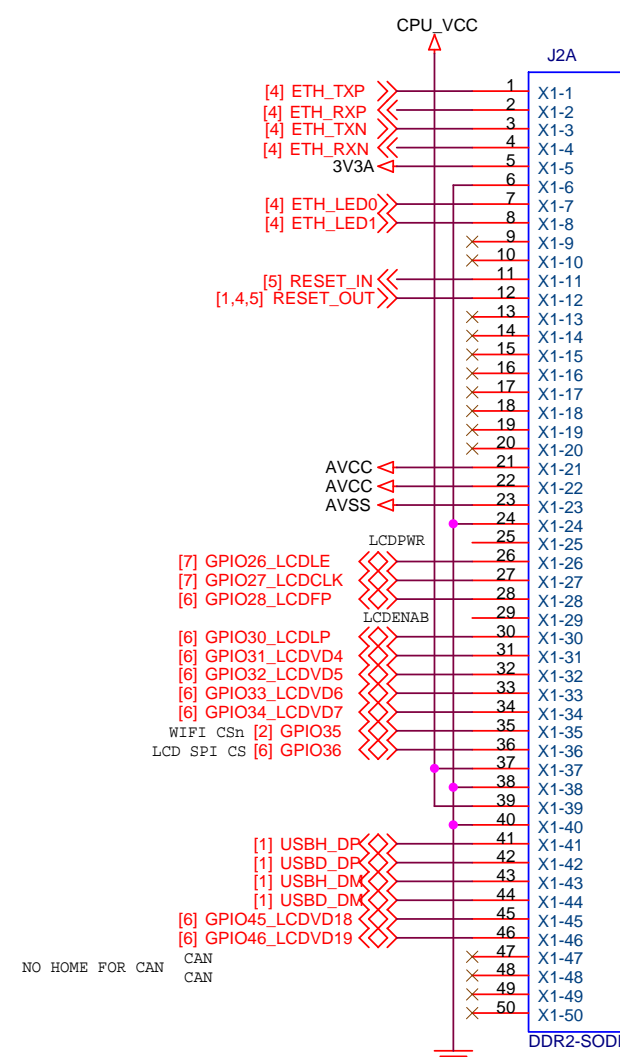 CPU_VCC
J2A
[4] ETH_TXP 1 X1-1
[4] ETH_RXP 2 X1-2
[4] ETH_TXN 3 X1-3
[4] ETH_RXN 4 X1-4
3V3A 5 X1-5
6 X1-6
[4] ETH_LED0 7 X1-7
[4] ETH_LED1 8 X1-8
9 X1-9
10 X1-10
[5] RESET_IN 11 X1-11
[1,4,5] RESET_OUT 12 X1-12
13 X1-13
14 X1-14
15 X1-15
16 X1-16
17 X1-17
18 X1-18
19 X1-19
20 X1-20
AVCC 21 X1-21
AVCC 22 X1-22
AVSS 23 X1-23
24 X1-24
LCDPWR 25 X1-25
[7] GPIO26_LCDLE 26 X1-26
[7] GPIO27_LCDCLK 27 X1-27
[6] GPIO28_LCDFP 28 X1-28
LCDENAB 29 X1-29
[6] GPIO30_LCDLP 30 X1-30
[6] GPIO31_LCDVD4 31 X1-31
[6] GPIO32_LCDVD5 32 X1-32
[6] GPIO33_LCDVD6 33 X1-33
[6] GPIO34_LCDVD7 34 X1-34
WIFI CSn [2] GPIO35 35 X1-35
LCD SPI CS [6] GPIO36 36 X1-36
37 X1-37
38 X1-38
39 X1-39
40 X1-40
[1] USBH_DP 41 X1-41
[1] USBD_DP 42 X1-42
[1] USBH_DM 43 X1-43
[1] USBD_DM 44 X1-44
[6] GPIO45_LCDVD18 45 X1-45
[6] GPIO46_LCDVD19 46 X1-46
CAN 47 X1-47
NO HOME FOR CAN
CAN 48 X1-48
49 X1-49
50 X1-50